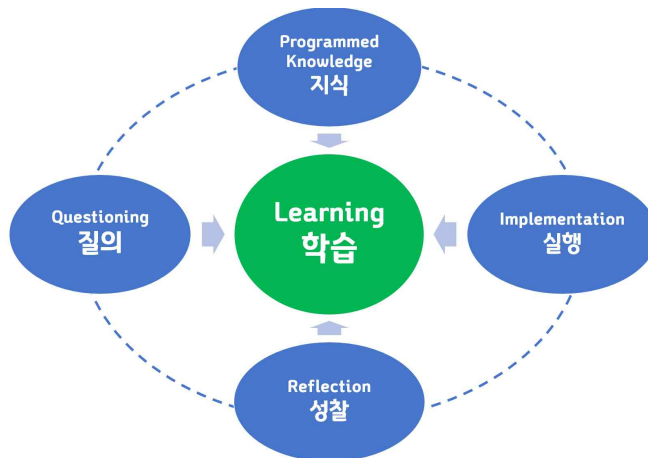 Programmed
Knowledge
지식
Questioning
질의
Learning
학습
Implementation
실행
Reflection
성찰